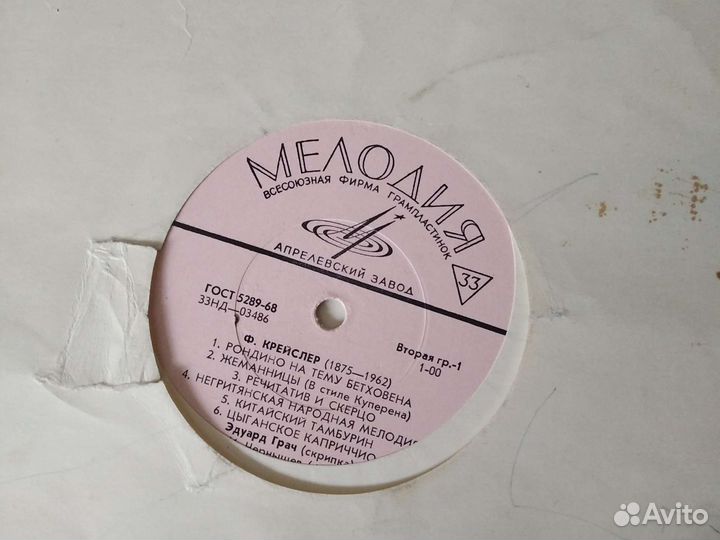 МЕЛОДИЯ
ВСЕСОЮЗНАЯ ФИРМА ГРАМПЛАСТИНОК
АПРЕЛЕВСКИЙ ЗАВОД
33
ГОСТ 5289-68
33НД—03486
Вторая гр.-1
1-00
Ф. КРЕЙСЛЕР (1875—1962)
1. РОНДИНО НА ТЕМУ БЕТХОВЕНА
2. ЖЕМАННИЦЫ (В стиле Куперена)
3. РЕЧИТАТИВ И СКЕРЦО
4. НЕГРИТЯНСКАЯ НАРОДНАЯ МЕЛОДИЯ
5. КИТАЙСКИЙ ТАМБУРИН
6. ЦЫГАНСКОЕ КАПРИЧЧИО
Эдуард Грач (скрипка)
Чернышев
Avito